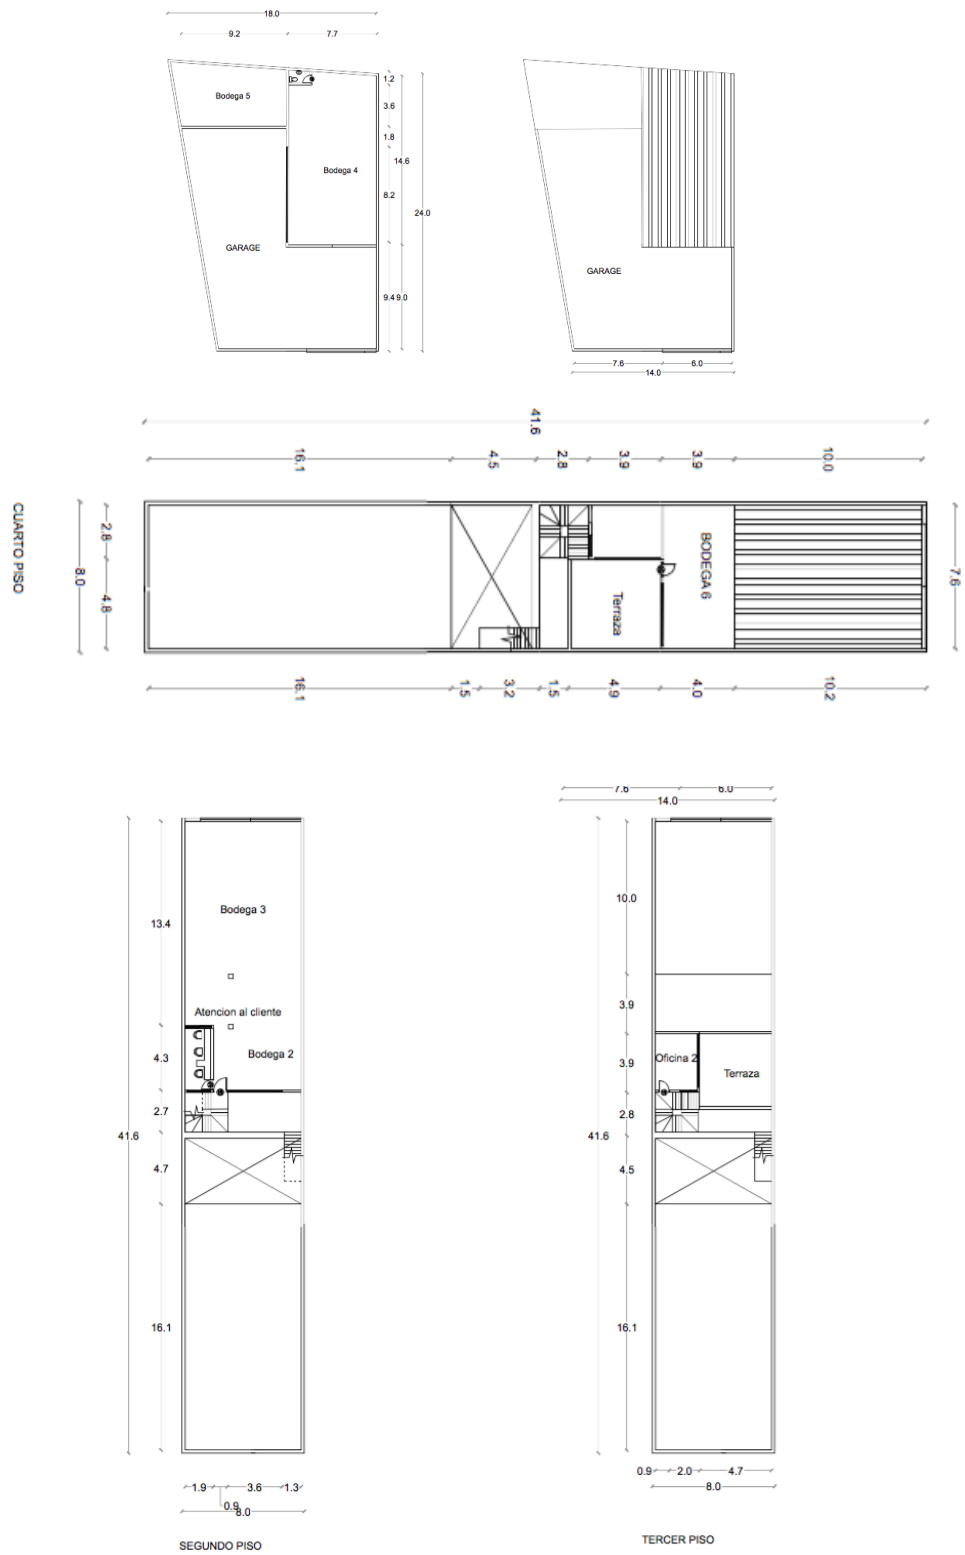 18.0
9.2 7.7
Bodega 5
1.2
3.6
1.8
14.6
Bodega 4
8.2
24.0
GARAGE
9.4 9.0
GARAGE
7.6 6.0
14.0
41.6
16.1 4.5 2.8 3.9 3.9 10.0
CUARTO PISO
8.0
2.8
4.8
BODEGA 6
Terraza
7.6
16.1 1.5 3.2 1.5 4.9 4.0 10.2
7.6 6.0
14.0
13.4
Bodega 3
Atencion al cliente
4.3
Bodega 2
2.7
41.6
4.7
16.1
1.9 3.6 1.3
0.9
8.0
SEGUNDO PISO
10.0
3.9
3.9
Oficina 2
Terraza
2.8
41.6
4.5
16.1
0.9 2.0 4.7
8.0
TERCER PISO